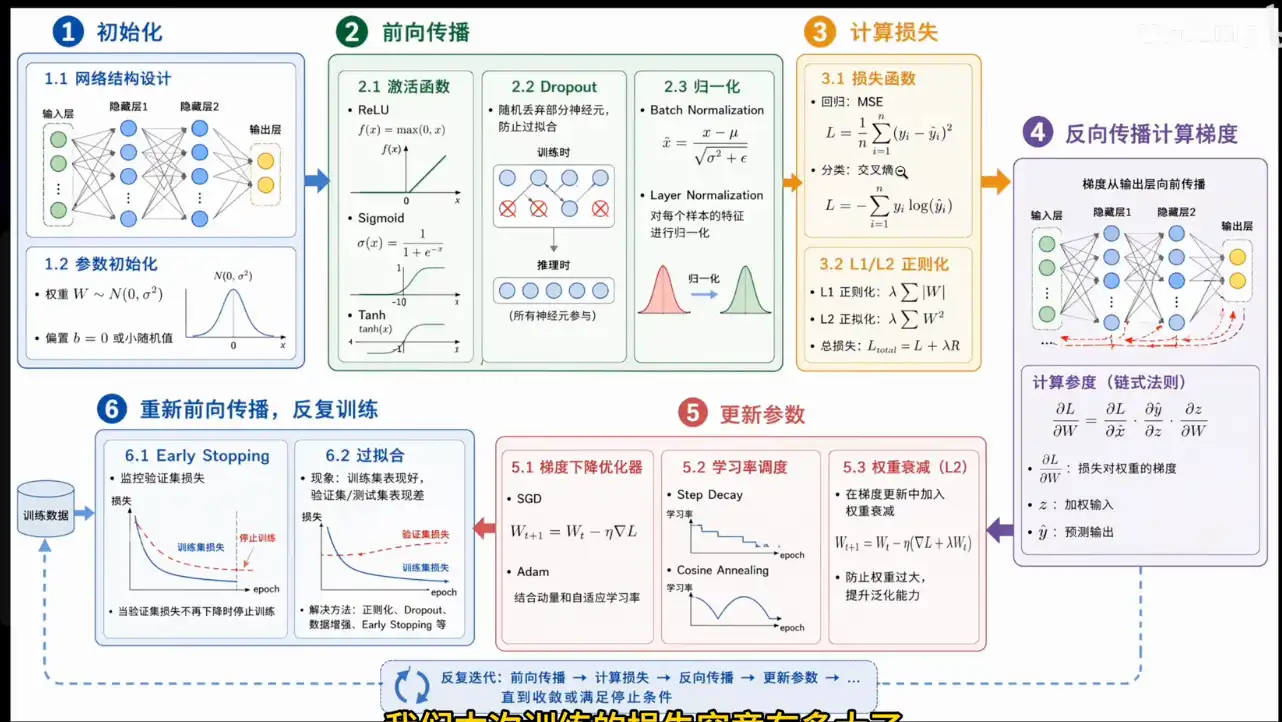 1 初始化
1.1 网络结构设计
输入层
隐藏层1
隐藏层2
输出层
1.2 参数初始化
• 权重 W ~ N(0, σ²)
• 偏置 b = 0 或小随机值
N(0, σ²)
0
x
2 前向传播
2.1 激活函数
• ReLU
f(x) = max(0, x)
f(x)
0
x
• Sigmoid
σ(x) = 1 / (1 + e⁻ˣ)
1
-10
x
• Tanh
tanh(x)
4
-1
x
2.2 Dropout
• 随机丢弃部分神经元,
防止过拟合
训练时
推理时
(所有神经元参与)
2.3 归一化
• Batch Normalization
x̂ = (x − μ) / √(σ² + ϵ)
• Layer Normalization
对每个样本的特征
进行归一化
归一化
3 计算损失
3.1 损失函数
• 回归：MSE
L = 1/n ∑ᵢ₌₁ⁿ (yᵢ − ŷᵢ)²
• 分类：交叉熵
L = − ∑ᵢ₌₁ⁿ yᵢ log(ŷᵢ)
3.2 L1/L2 正则化
• L1 正则化: λ ∑ |W|
• L2 正拟化: λ ∑ W²
• 总损失: L_total = L + λR
4 反向传播计算梯度
梯度从输出层向前传播
输入层
隐藏层1
隐藏层2
输出层
...
计算参度（链式法则）
∂L/∂W = ∂L/∂x̂ · ∂ŷ/∂z · ∂z/∂W
• ∂L/∂W : 损失对权重的梯度
• z : 加权输入
• ŷ : 预测输出
5 更新参数
5.1 梯度下降优化器
• SGD
Wₜ₊₁ = Wₜ − η∇L
• Adam
结合动量和自适应学习率
5.2 学习率调度
• Step Decay
学习率
epoch
• Cosine Annealing
学习率
epoch
5.3 权重衰减（L2）
• 在梯度更新中加入
权重衰减
Wₜ₊₁ = Wₜ − η(∇L + λWₜ)
• 防止权重过大，
提升泛化能力
6 重新前向传播，反复训练
训练数据
6.1 Early Stopping
• 监控验证集损失
损失
停止训练
训练集损失
epoch
• 当验证集损失不再下降时停止训练
6.2 过拟合
• 现象：训练集表现好，
验证集/测试集表现差
损失
验证集损失
训练集损失
epoch
• 解决方法：正则化、Dropout、
数据增强、Early Stopping 等
反复迭代：前向传播 → 计算损失 → 反向传播 → 更新参数 → ...
直到收敛或满足停止条件